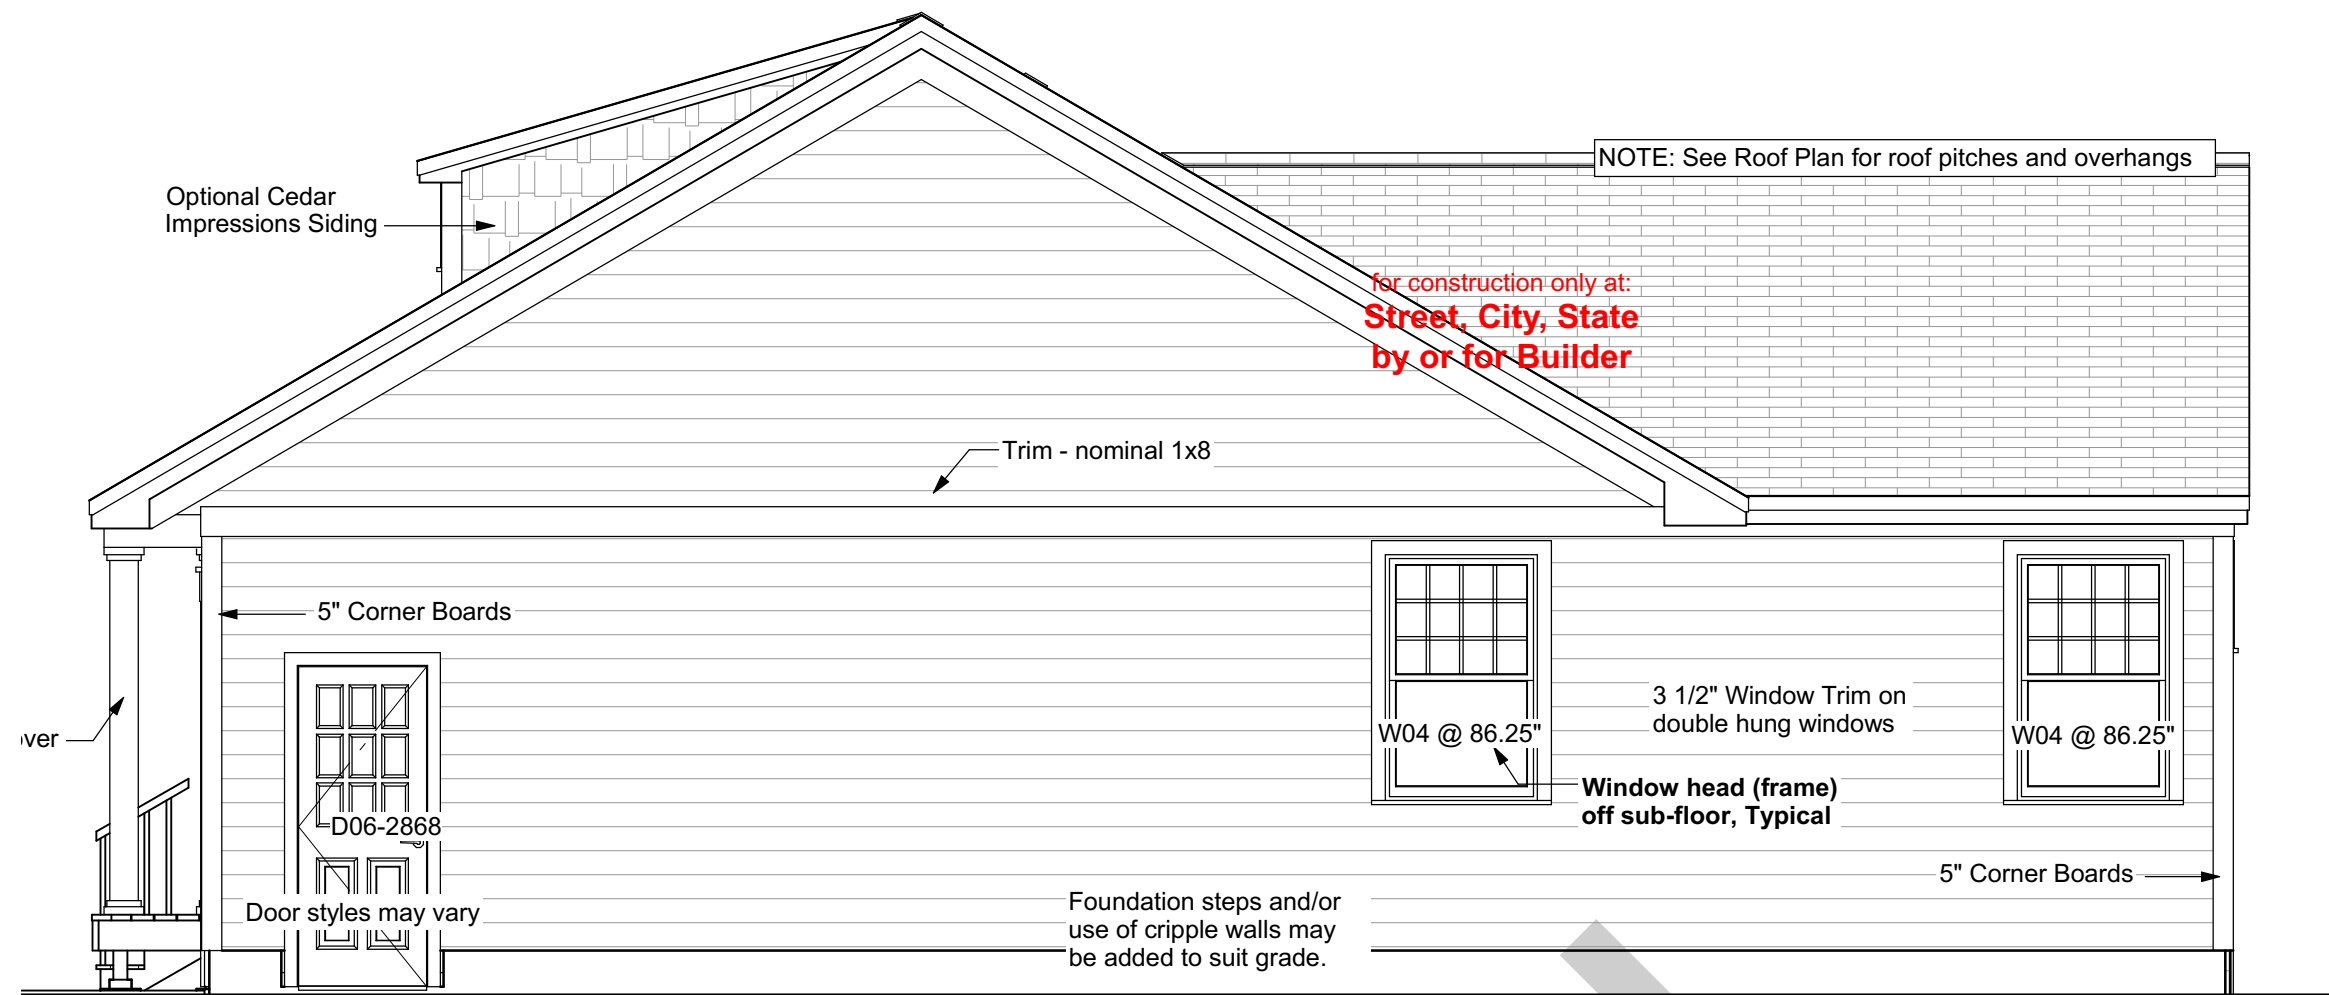 NOTE: See Roof Plan for roof pitches and overhangs
Optional Cedar
Impressions Siding
for construction only at:
Street, City, State
by or for Builder
Trim - nominal 1x8
5" Corner Boards
3 1/2" Window Trim on
double hung windows
W04 @ 86.25"
W04 @ 86.25"
Window head (frame)
off sub-floor, Typical
D06-2868
5" Corner Boards
Door styles may vary
Foundation steps and/or
use of cripple walls may
be added to suit grade.